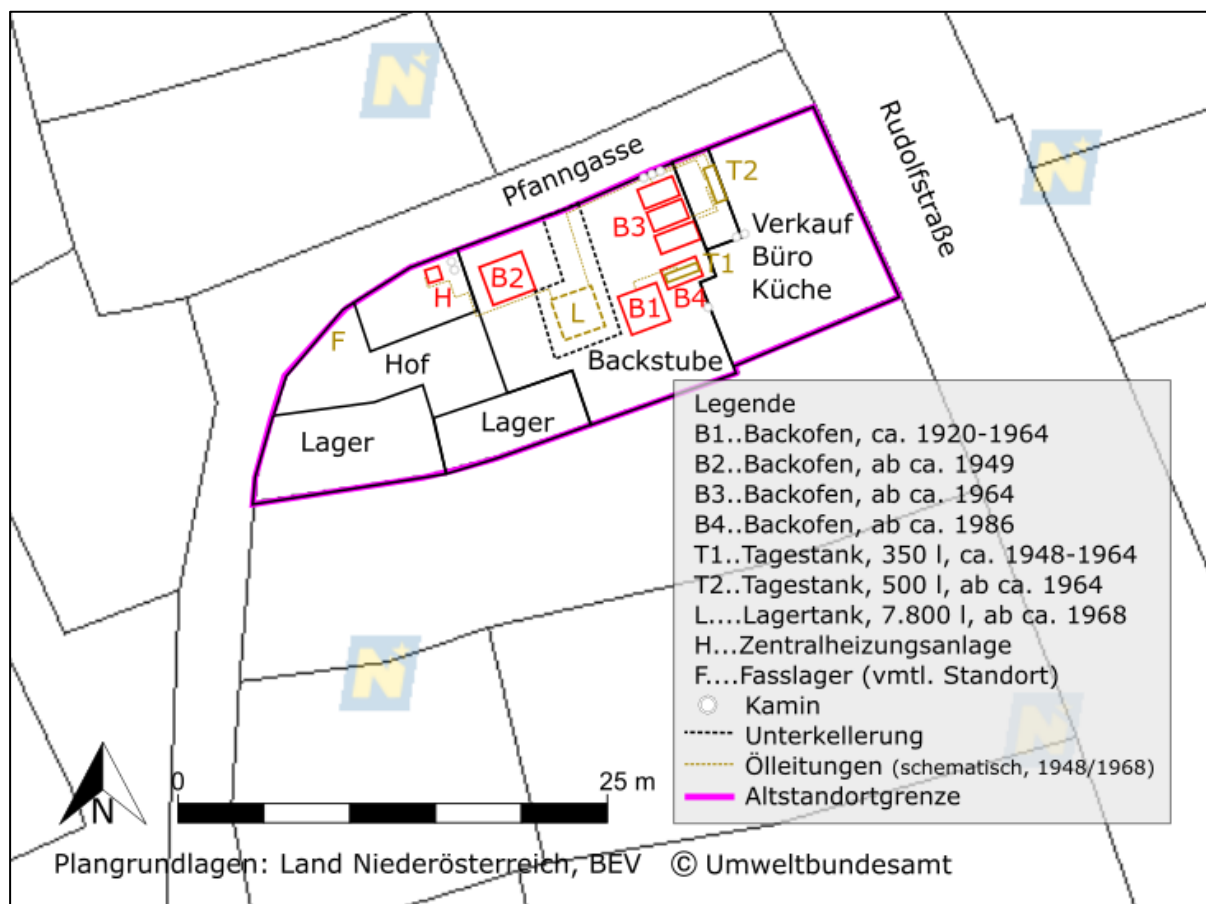 Rudolfstraße
Pfanngasse
T2
B3
Verkauf
Büro
Küche
T1
B2
H
B4
B1
L
F
Hof
Backstube
Lager
Lager
Legende
B1..Backofen, ca. 1920-1964
B2..Backofen, ab ca. 1949
B3..Backofen, ab ca. 1964
B4..Backofen, ab ca. 1986
T1..Tagestank, 350 l, ca. 1948-1964
T2..Tagestank, 500 l, ab ca. 1964
L....Lagertank, 7.800 l, ab ca. 1968
H...Zentralheizungsanlage
F....Fasslager (vmtl. Standort)
Kamin
Unterkellerung
Ölleitungen (schematisch, 1948/1968)
Altstandortgrenze
N
0
25 m
Plangrundlagen: Land Niederösterreich, BEV © Umweltbundesamt
N
N
N
N